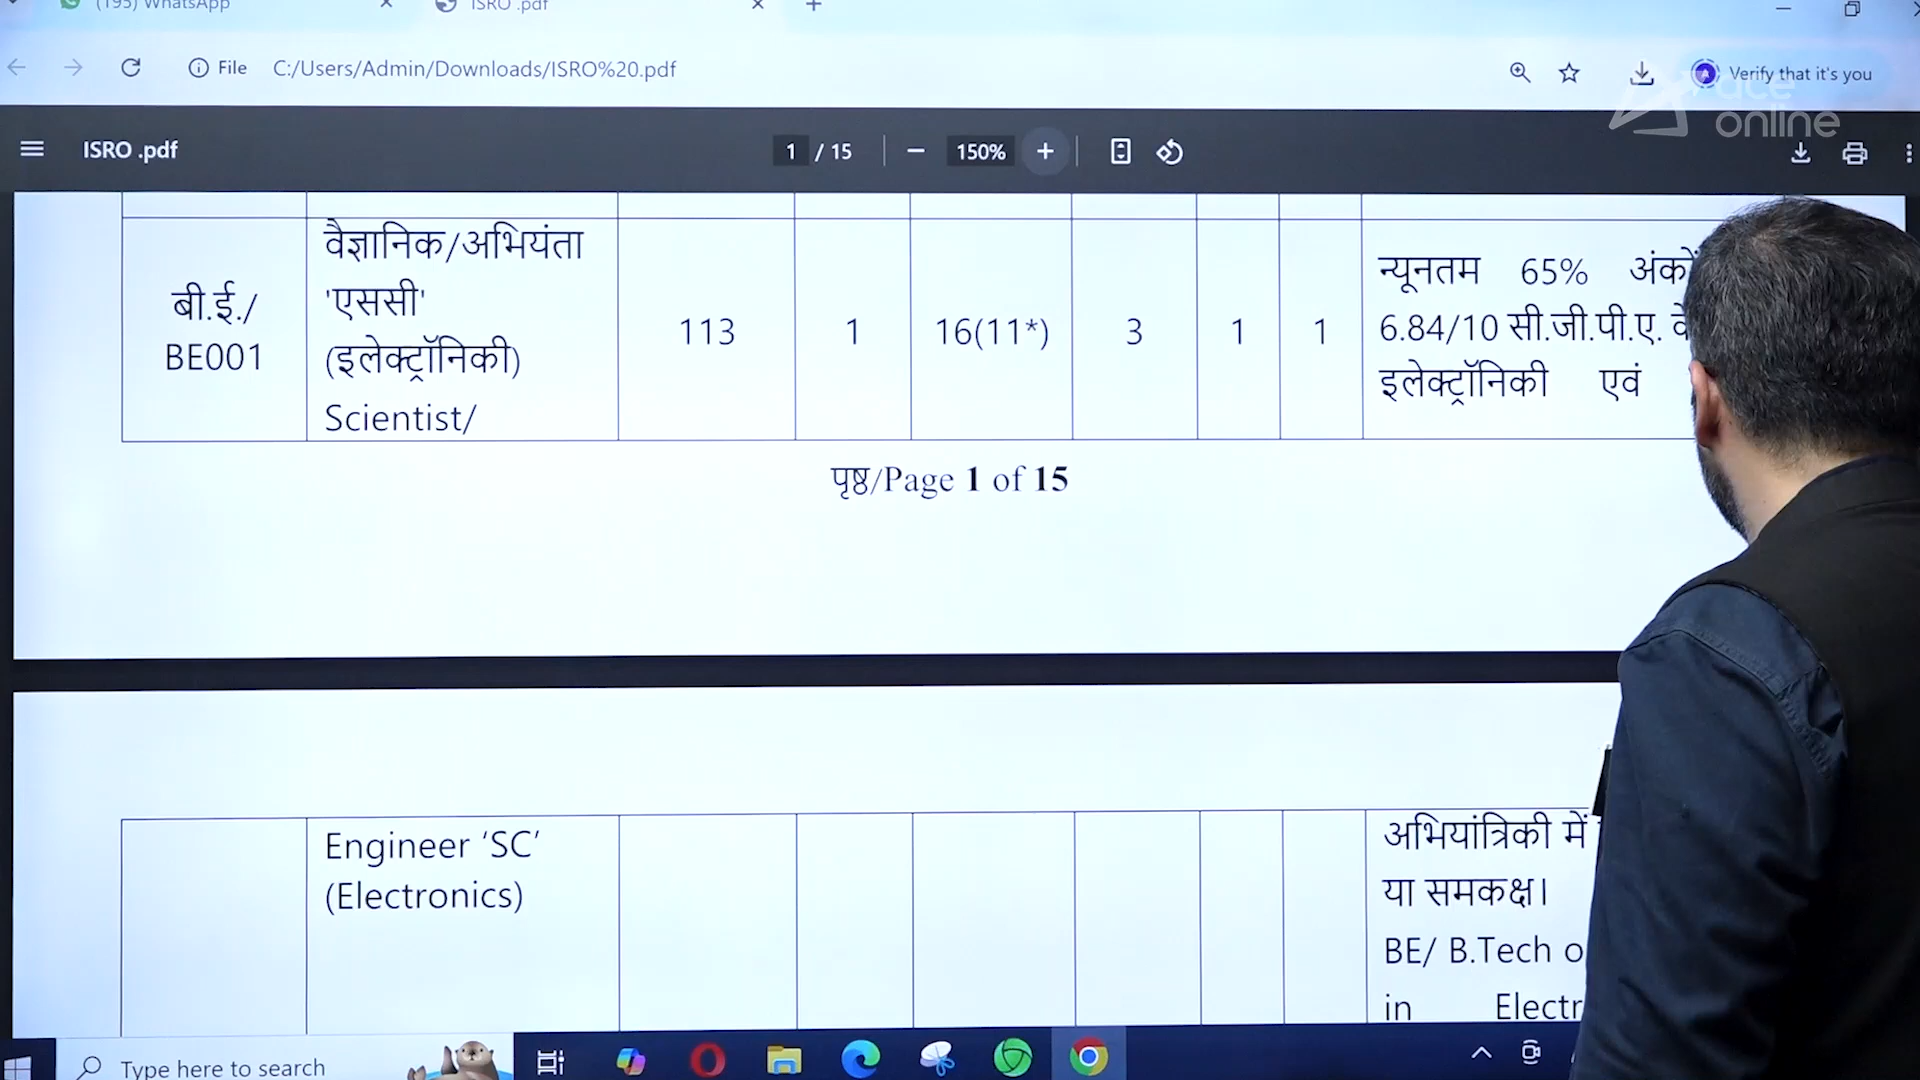 (195) WhatsApp
ISRO .pdf
File C:/Users/Admin/Downloads/ISRO%20.pdf
Verify that it's you
ace
online
ISRO .pdf
1 / 15
150%
बी.ई./
BE001
वैज्ञानिक/अभियंता
'एससी'
(इलेक्ट्रॉनिकी)
Scientist/
113
1
16(11*)
3
1
1
न्यूनतम 65% अंकों
6.84/10 सी.जी.पी.ए.
इलेक्ट्रॉनिकी एवं
पृष्ठ/Page 1 of 15
Engineer ‘SC’
(Electronics)
अभियांत्रिकी में
या समकक्ष।
BE/ B.Tech
in
Type here to search